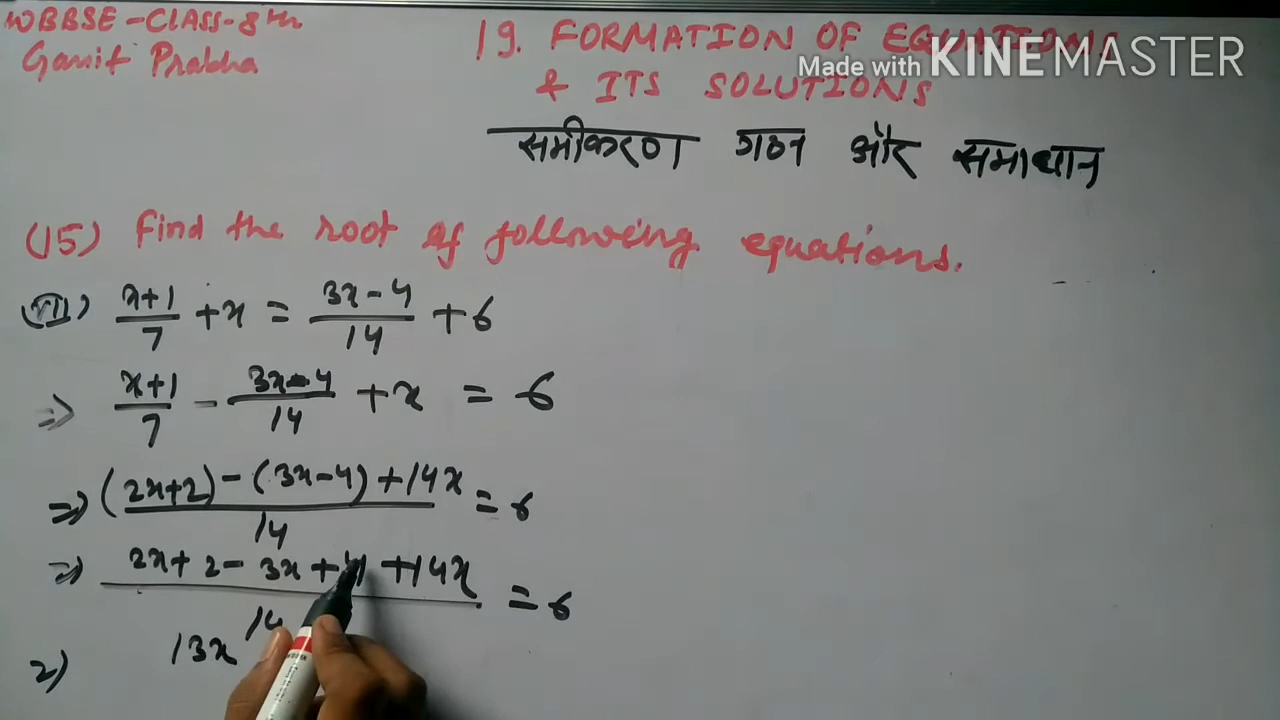 WBBSE-CLASS-8th
Ganit Prabha
19. FORMATION OF EQUATIONS
& ITS SOLUTIONS
Made with KINEMASTER
समीकरण गठन और समाधान
(15) Find the root of following equations.
(VII) (x+1)/7 + x = (3x-4)/14 + 6
⇒ (x+1)/7 - (3x-4)/14 + x = 6
⇒ ((2x+2) - (3x-4) + 14x)/14 = 6
⇒ (2x+2-3x+4+14x)/14 = 6
⇒ 13x